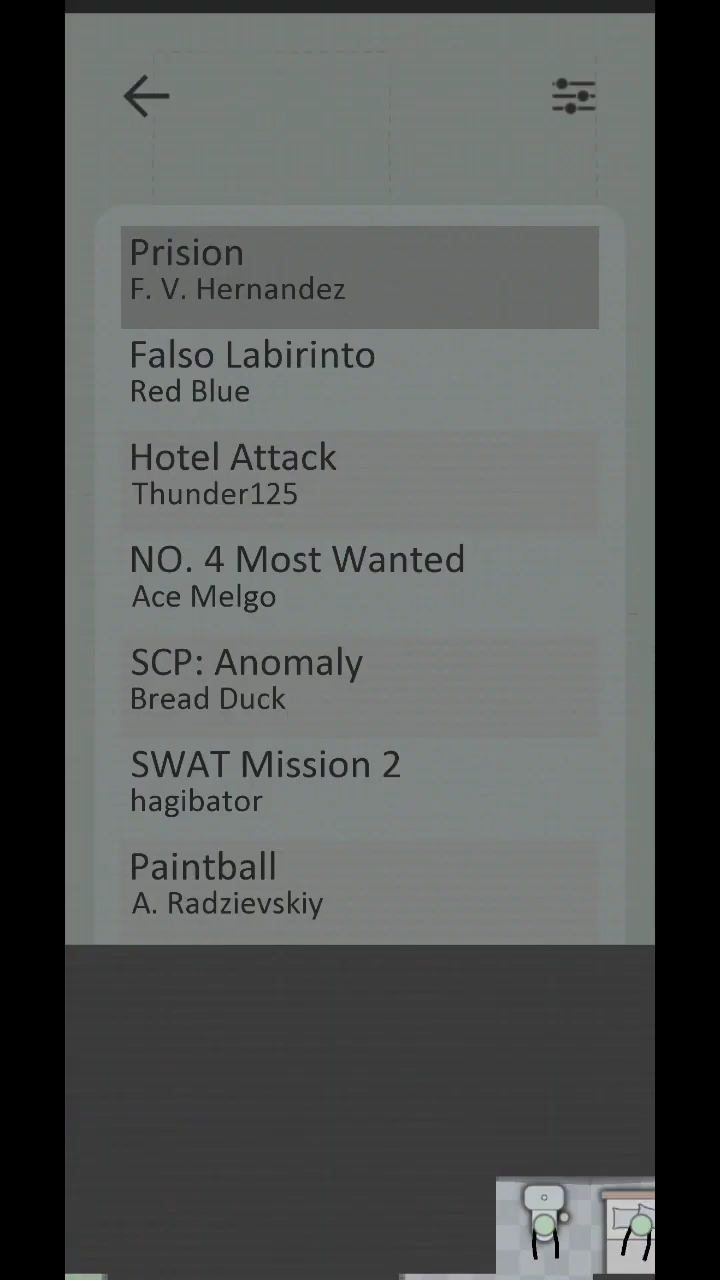 Prision
F. V. Hernandez
Falso Labirinto
Red Blue
Hotel Attack
Thunder125
NO. 4 Most Wanted
Ace Melgo
SCP: Anomaly
Bread Duck
SWAT Mission 2
hagibator
Paintball
A. Radzievskiy